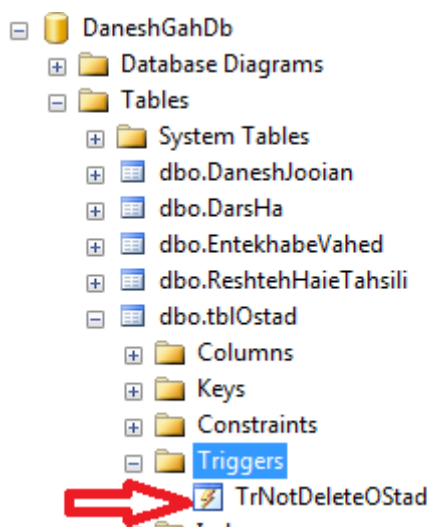 DaneshGahDb
Database Diagrams
Tables
System Tables
dbo.DaneshJooian
dbo.DarsHa
dbo.EntekhabeVahed
dbo.ReshtehHaieTahsili
dbo.tblOstad
Columns
Keys
Constraints
Triggers
TrNotDeleteOStad